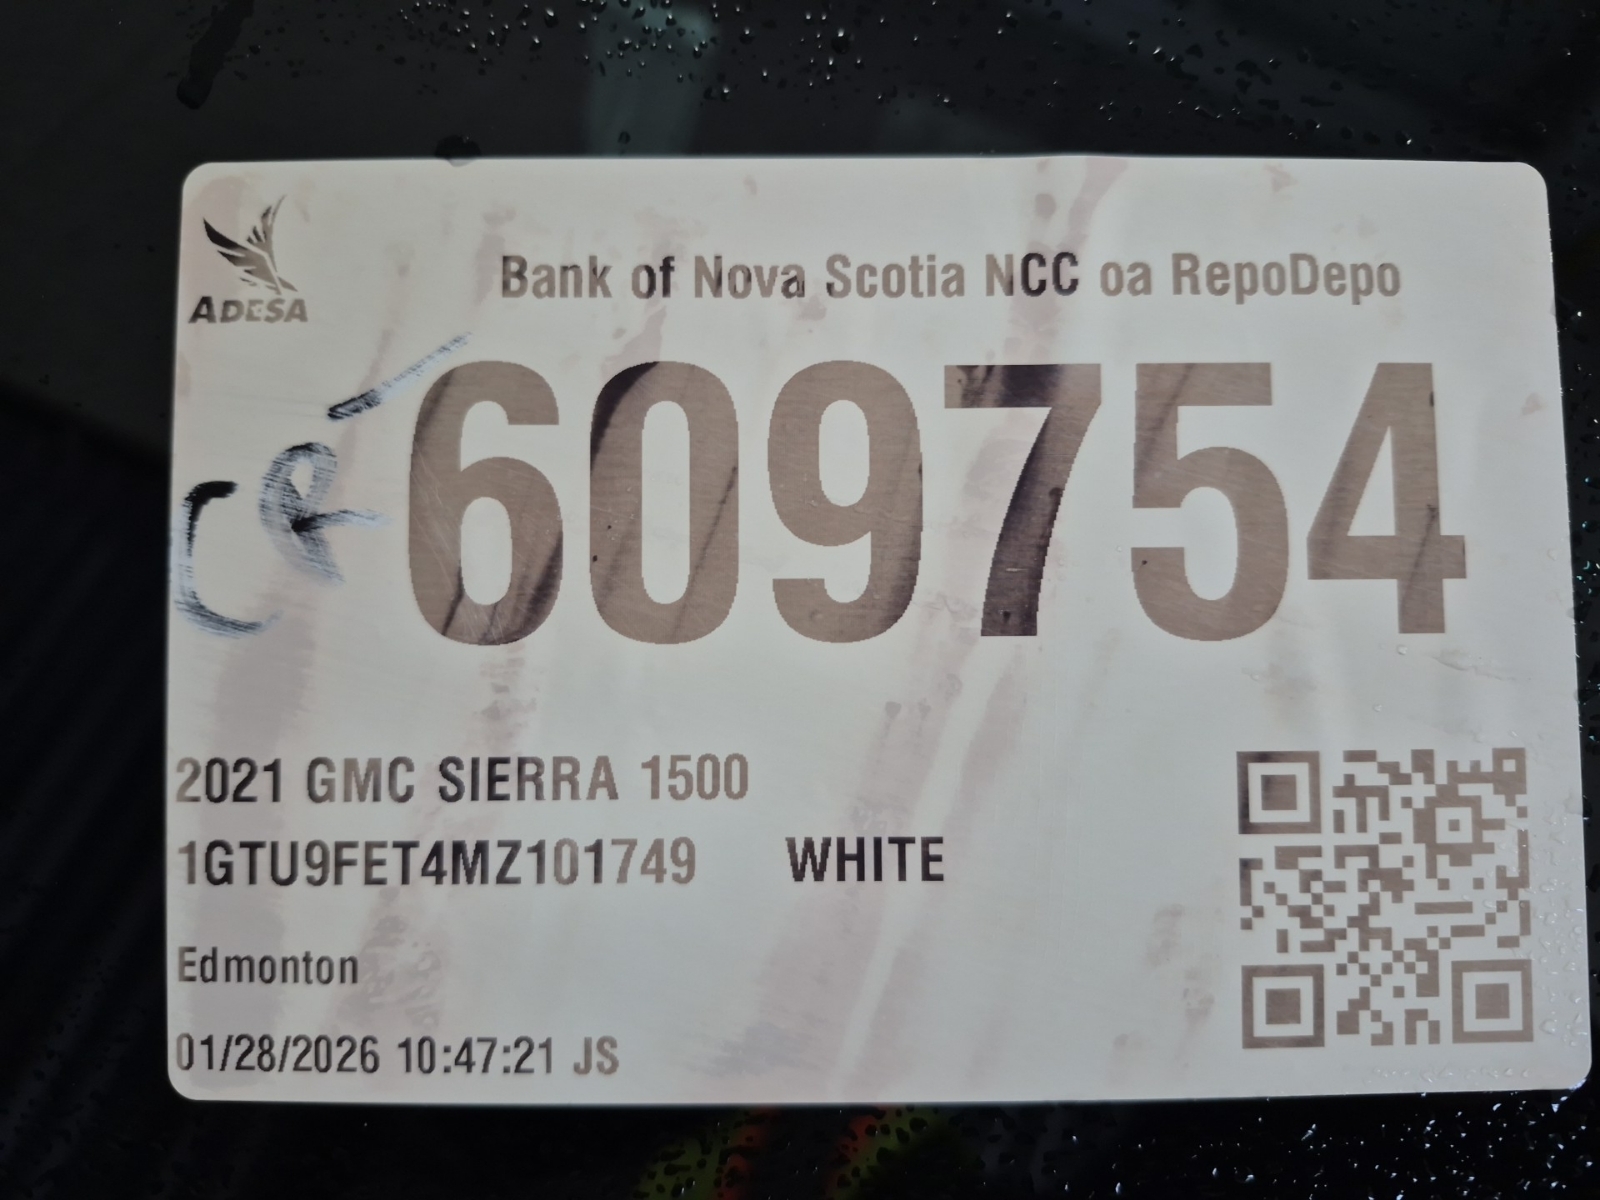 ADESA
Bank of Nova Scotia NCC oa RepoDepo
CR-
609754
2021 GMC SIERRA 1500
1GTU9FET4MZ101749 WHITE
Edmonton
01/28/2026 10:47:21 JS